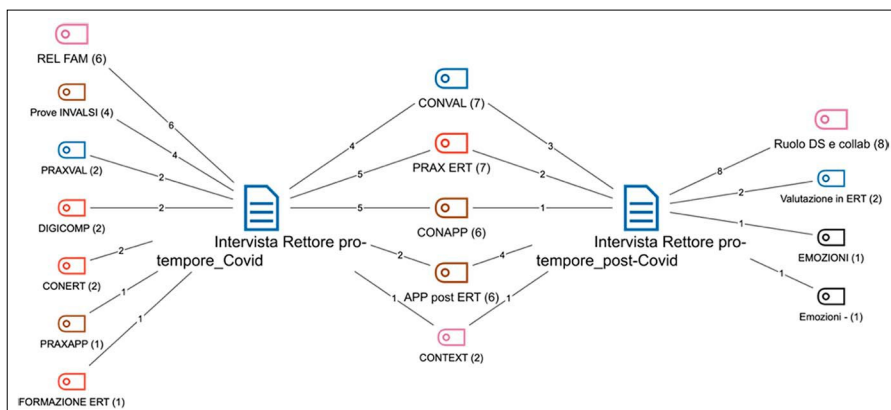 REL FAM (6)
Prove INVALSI (4)
PRAXVAL (2)
DIGICOMP (2)
CONERT (2)
PRAXAPP (1)
FORMAZIONE ERT (1)
6
4
2
2
2
1
1
Intervista Rettore pro-
tempore_Covid
4
5
5
2
1
CONVAL (7)
PRAX ERT (7)
CONAPP (6)
APP post ERT (6)
CONTEXT (2)
3
2
1
4
1
Intervista Rettore pro-
tempore_post-Covid
8
2
1
1
Ruolo DS e collab (8)
Valutazione in ERT (2)
EMOZIONI (1)
Emozioni - (1)